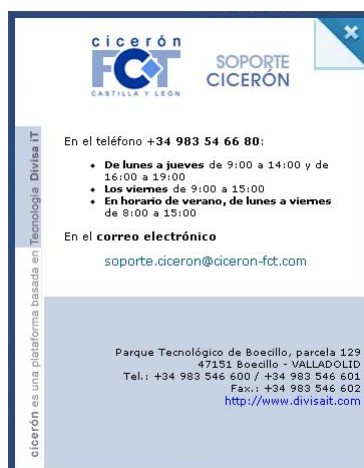 cicerón
FCT
CASTILLA Y LEÓN
SOPORTE
CICERÓN
En el teléfono +34 983 54 66 80:
De lunes a jueves de 9:00 a 14:00 y de
16:00 a 19:00
Los viernes de 9:00 a 15:00
En horario de verano, de lunes a viernes
de 8:00 a 15:00
En el correo electrónico
soporte.ciceron@ciceron-fct.com
Parque Tecnológico de Boecillo, parcela 129
47151 Boecillo - VALLADOLID
Tel.: +34 983 546 600 / +34 983 546 601
Fax.: +34 983 546 602
http://www.divisait.com
cicerón es una plataforma basada en Tecnología Divisa iT